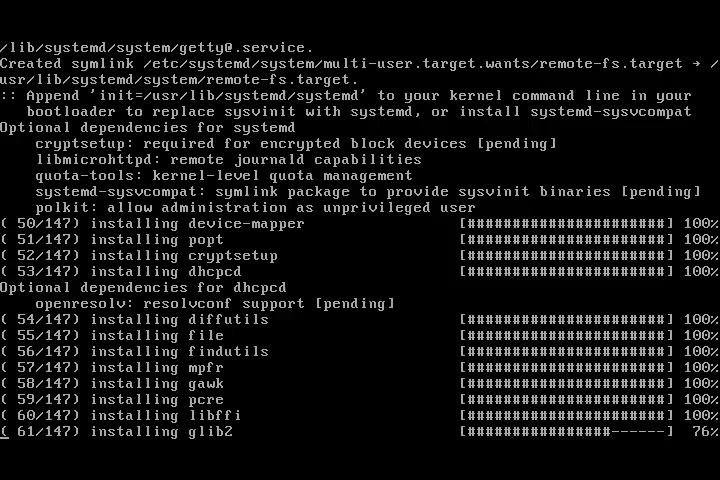 /lib/systemd/system/getty@.service.
Created symlink /etc/systemd/system/multi-user.target.wants/remote-fs.target → /
usr/lib/systemd/system/remote-fs.target.
:: Append 'init=/usr/lib/systemd/systemd' to your kernel command line in your
   bootloader to replace sysvinit with systemd, or install systemd-sysvcompat
Optional dependencies for systemd
    cryptsetup: required for encrypted block devices [pending]
    libmicrohttpd: remote journald capabilities
    quota-tools: kernel-level quota management
    systemd-sysvcompat: symlink package to provide sysvinit binaries [pending]
    polkit: allow administration as unprivileged user
( 50/147) installing device-mapper                 [######################] 100%
( 51/147) installing popt                          [######################] 100%
( 52/147) installing cryptsetup                    [######################] 100%
( 53/147) installing dhcpcd                        [######################] 100%
Optional dependencies for dhcpcd
    openresolv: resolvconf support [pending]
( 54/147) installing diffutils                     [######################] 100%
( 55/147) installing file                          [######################] 100%
( 56/147) installing findutils                     [######################] 100%
( 57/147) installing mpfr                          [######################] 100%
( 58/147) installing gawk                          [######################] 100%
( 59/147) installing pcre                          [######################] 100%
( 60/147) installing libffi                        [######################] 100%
( 61/147) installing glib2                         [################------]  76%